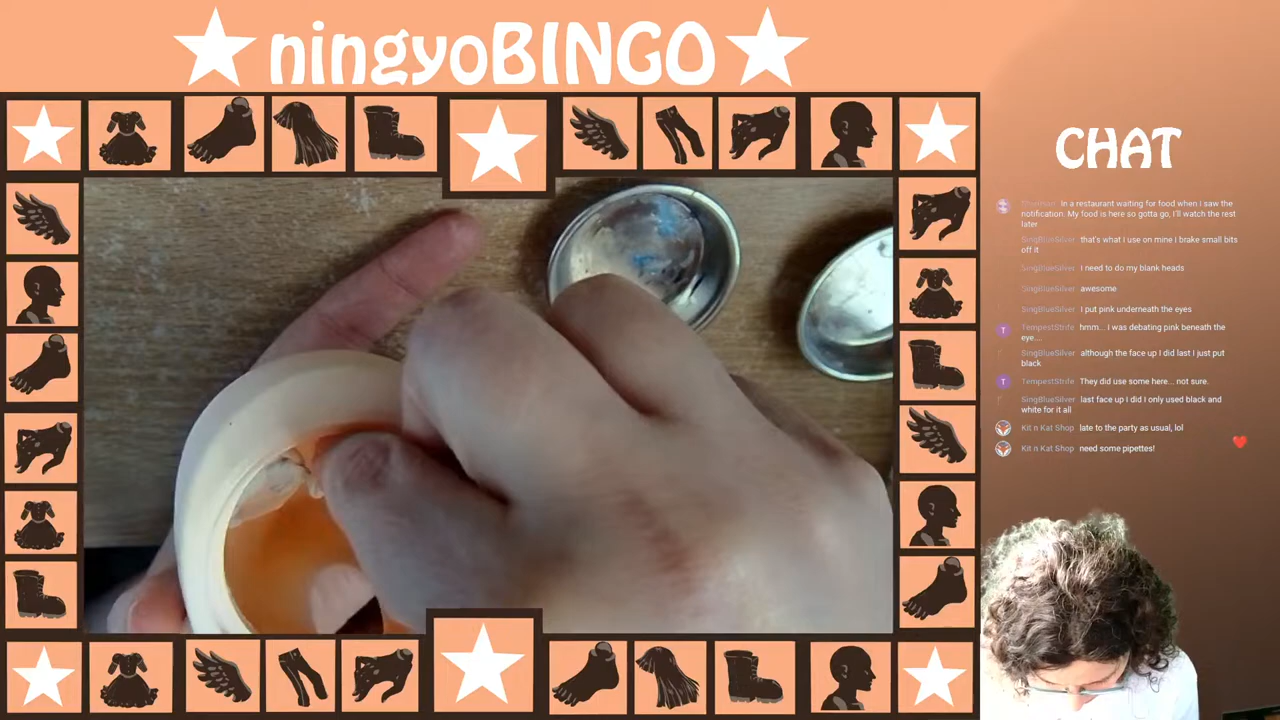 ningyoBINGO
CHAT
In a restaurant waiting for food when I saw the
notification. My food is here so gotta go, I'll watch the rest
later
SingBlueSilver that's what I use on mine I brake small bits
off it
SingBlueSilver I need to do my blank heads
SingBlueSilver awesome
SingBlueSilver I put pink underneath the eyes
T TempestStrife hmm... I was debating pink beneath the
eye....
SingBlueSilver although the face up I did last I just put
black
T TempestStrife They did use some here... not sure.
SingBlueSilver last face up I did I only used black and
white for it all
Kit n Kat Shop late to the party as usual, lol
Kit n Kat Shop need some pipettes!